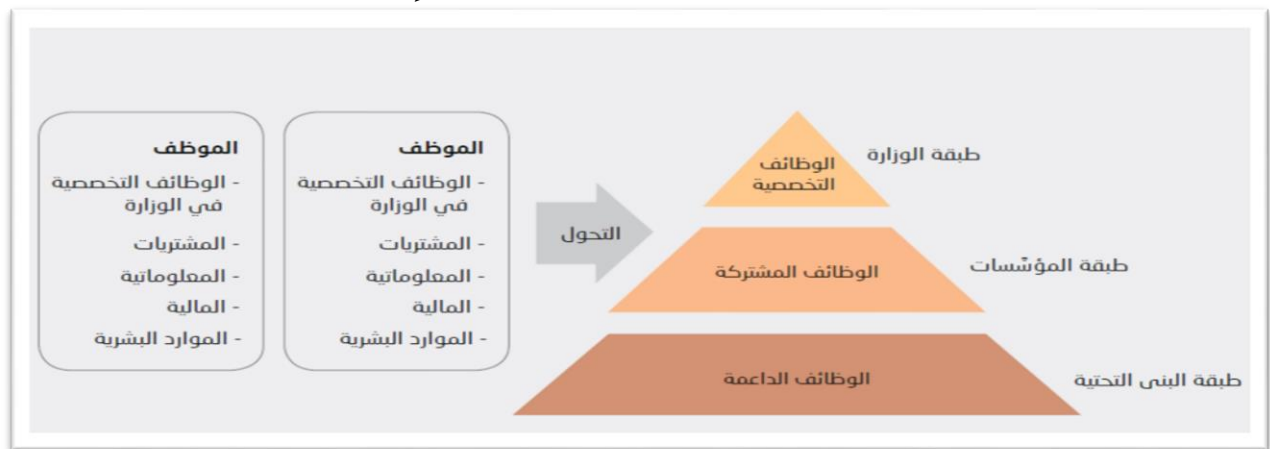 الموظف
- الوظائف التخصصية
في الوزارة
- المشتريات
- المعلوماتية
- المالية
- الموارد البشرية
الموظف
- الوظائف التخصصية
في الوزارة
- المشتريات
- المعلوماتية
- المالية
- الموارد البشرية
التحول
الوظائف
التخصصية
طبقة الوزارة
الوظائف المشتركة
طبقة المؤسّسات
الوظائف الداعمة
طبقة البنى التحتية